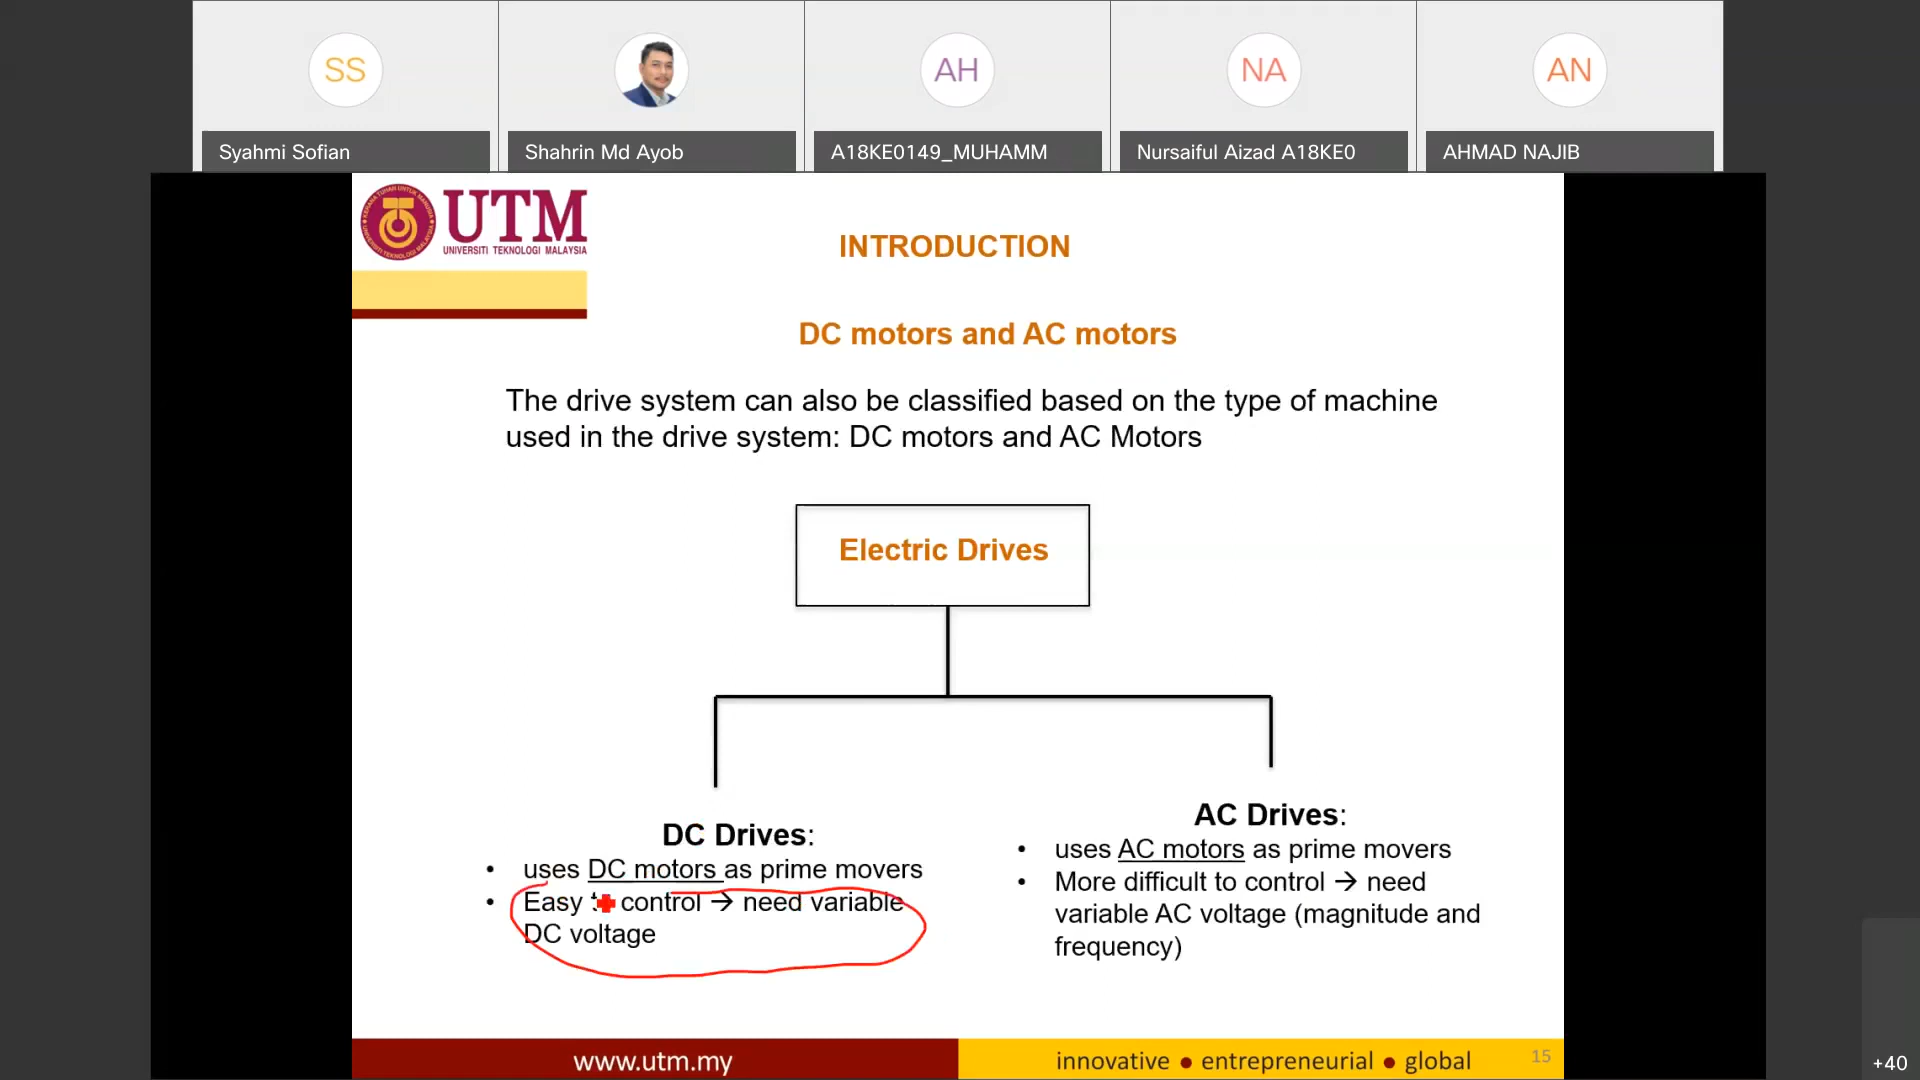 SS
AH
NA
AN
Syahmi Sofian
Shahrin Md Ayob
A18KE0149_MUHAMM
Nursaiful Aizad A18KE0
AHMAD NAJIB
UTM
UNIVERSITI TEKNOLOGI MALAYSIA
INTRODUCTION
DC motors and AC motors
The drive system can also be classified based on the type of machine
used in the drive system: DC motors and AC Motors
Electric Drives
DC Drives:
• uses DC motors as prime movers
• Easy control → need variable
DC voltage
AC Drives:
• uses AC motors as prime movers
• More difficult to control → need
variable AC voltage (magnitude and
frequency)
www.utm.my
innovative ● entrepreneurial ● global
15
+40